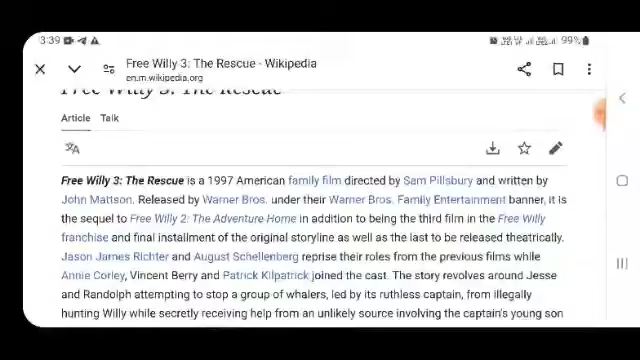 3:39
99%
Free Willy 3: The Rescue - Wikipedia
en.m.wikipedia.org
Free Willy 3: The Rescue
Article Talk
Free Willy 3: The Rescue is a 1997 American family film directed by Sam Pillsbury and written by
John Mattson. Released by Warner Bros. under their Warner Bros. Family Entertainment banner, it is
the sequel to Free Willy 2: The Adventure Home in addition to being the third film in the Free Willy
franchise and final installment of the original storyline as well as the last to be released theatrically.
Jason James Richter and August Schellenberg reprise their roles from the previous films while
Annie Corley, Vincent Berry and Patrick Kilpatrick joined the cast. The story revolves around Jesse
and Randolph attempting to stop a group of whalers, led by its ruthless captain, from illegally
hunting Willy while secretly receiving help from an unlikely source involving the captain's young son